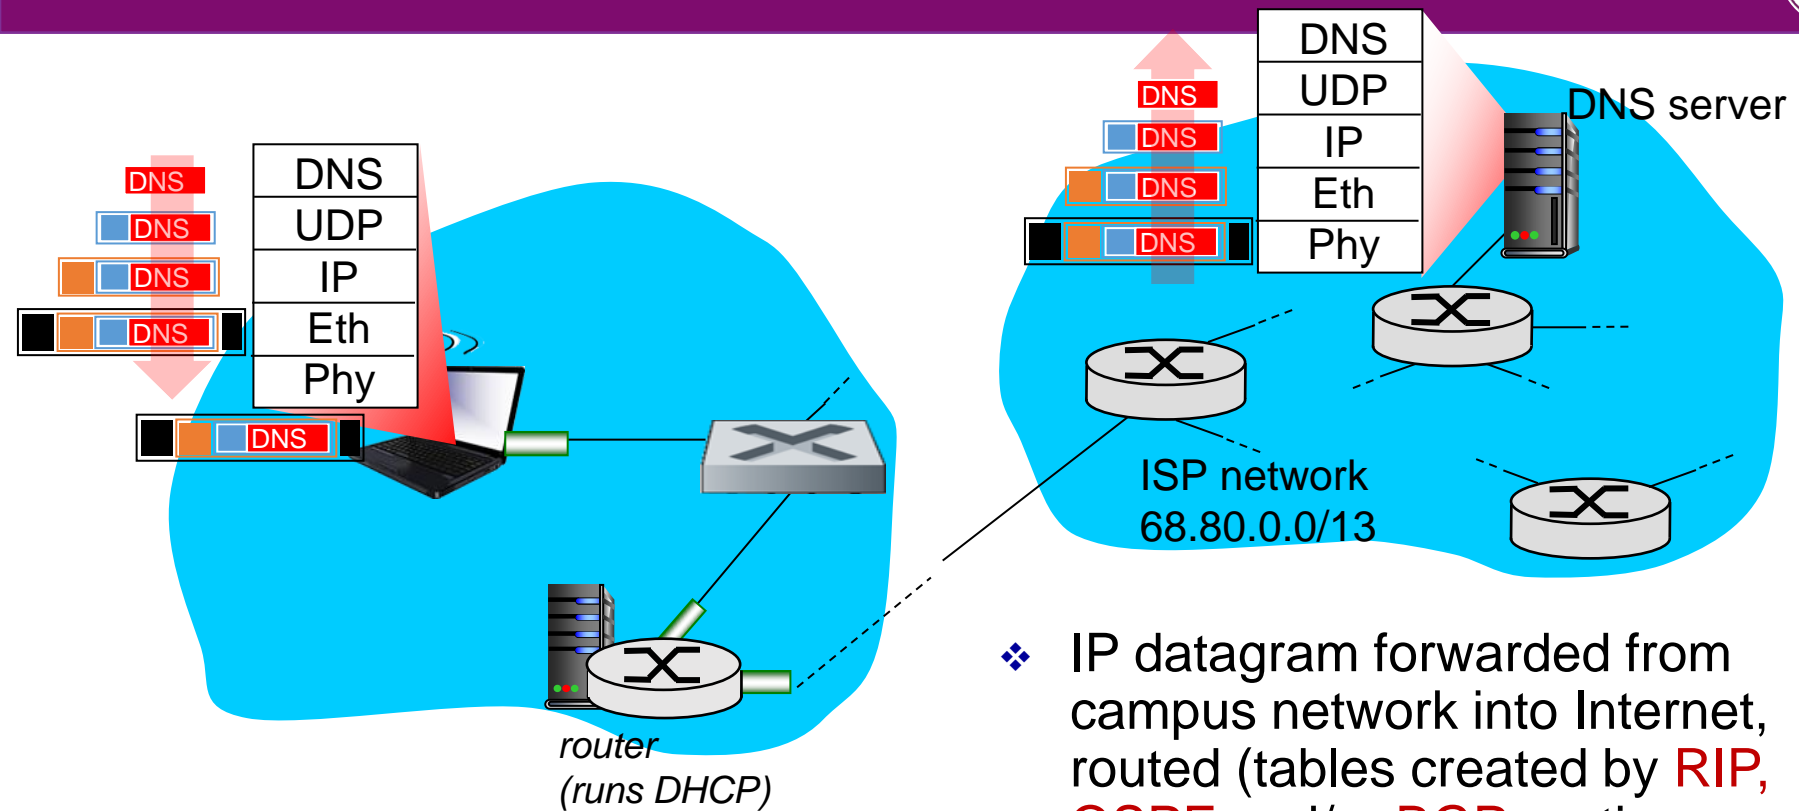 DNS
UDP
IP
Eth
Phy
DNS
DNS
DNS
DNS
DNS
DNS
UDP
IP
Eth
Phy
DNS
DNS
DNS
DNS
DNS server
ISP network
68.80.0.0/13
router
(runs DHCP)
❖ IP datagram forwarded from
campus network into Internet,
routed (tables created by RIP,